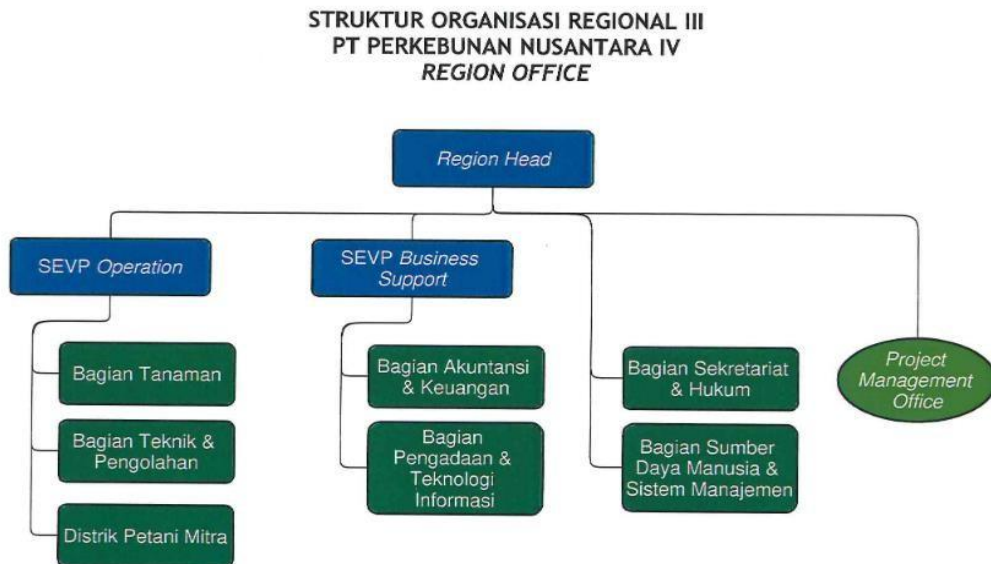 STRUKTUR ORGANISASI REGIONAL III
PT PERKEBUNAN NUSANTARA IV
REGION OFFICE
Region Head
SEVP Operation
SEVP Business
Support
Bagian Tanaman
Bagian Teknik &
Pengolahan
Distrik Petani Mitra
Bagian Akuntansi
& Keuangan
Bagian
Pengadaan &
Teknologi
Informasi
Bagian Sekretariat
& Hukum
Bagian Sumber
Daya Manusia &
Sistem Manajemen
Project
Management
Office